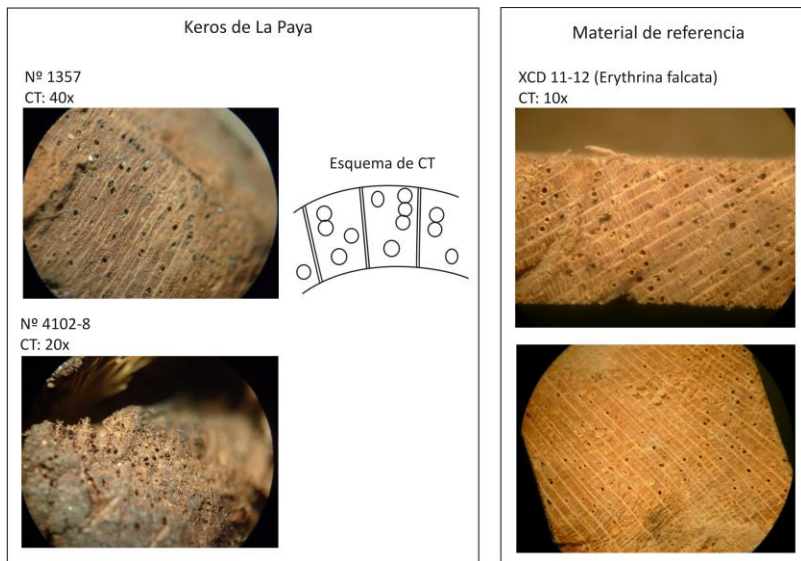 Keros de La Paya
Nº 1357
CT: 40x
Esquema de CT
Nº 4102-8
CT: 20x
Material de referencia
XCD 11-12 (Erythrina falcata)
CT: 10x